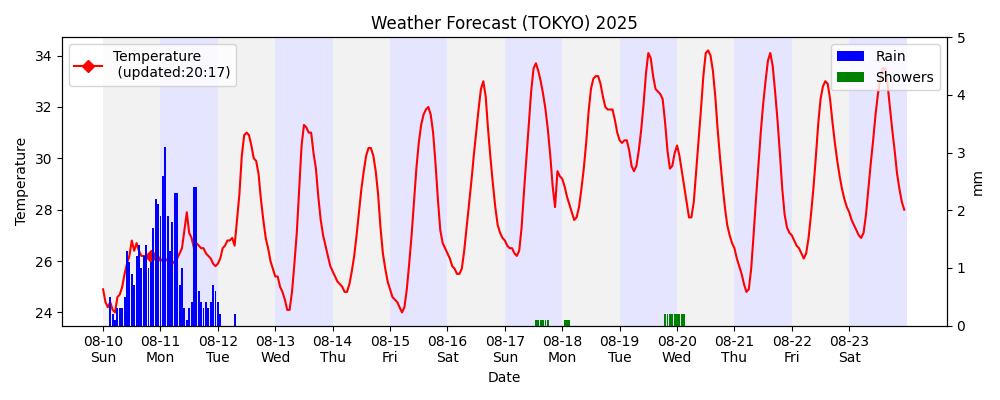 Weather Forecast (TOKYO) 2025
Temperature
(updated:20:17)
Rain
Showers
Temperature
34
32
30
28
26
24
5
4
3
2
1
0
mm
08-10 08-11 08-12 08-13 08-14 08-15 08-16 08-17 08-18 08-19 08-20 08-21 08-22 08-23
Sun Mon Tue Wed Thu Fri Sat Sun Mon Tue Wed Thu Fri Sat
Date